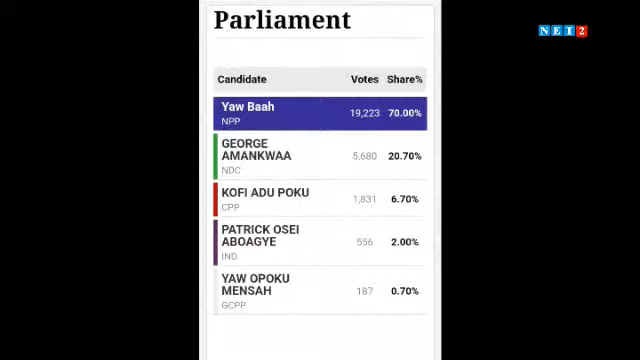 Parliament
NET2
Candidate Votes Share%
Yaw Baah
NPP
19,223 70.00%
GEORGE
AMANKWAA
NDC
5,680 20.70%
KOFI ADU POKU
CPP
1,831 6.70%
PATRICK OSEI
ABOAGYE
IND.
556 2.00%
YAW OPOKU
MENSAH
GCPP
187 0.70%